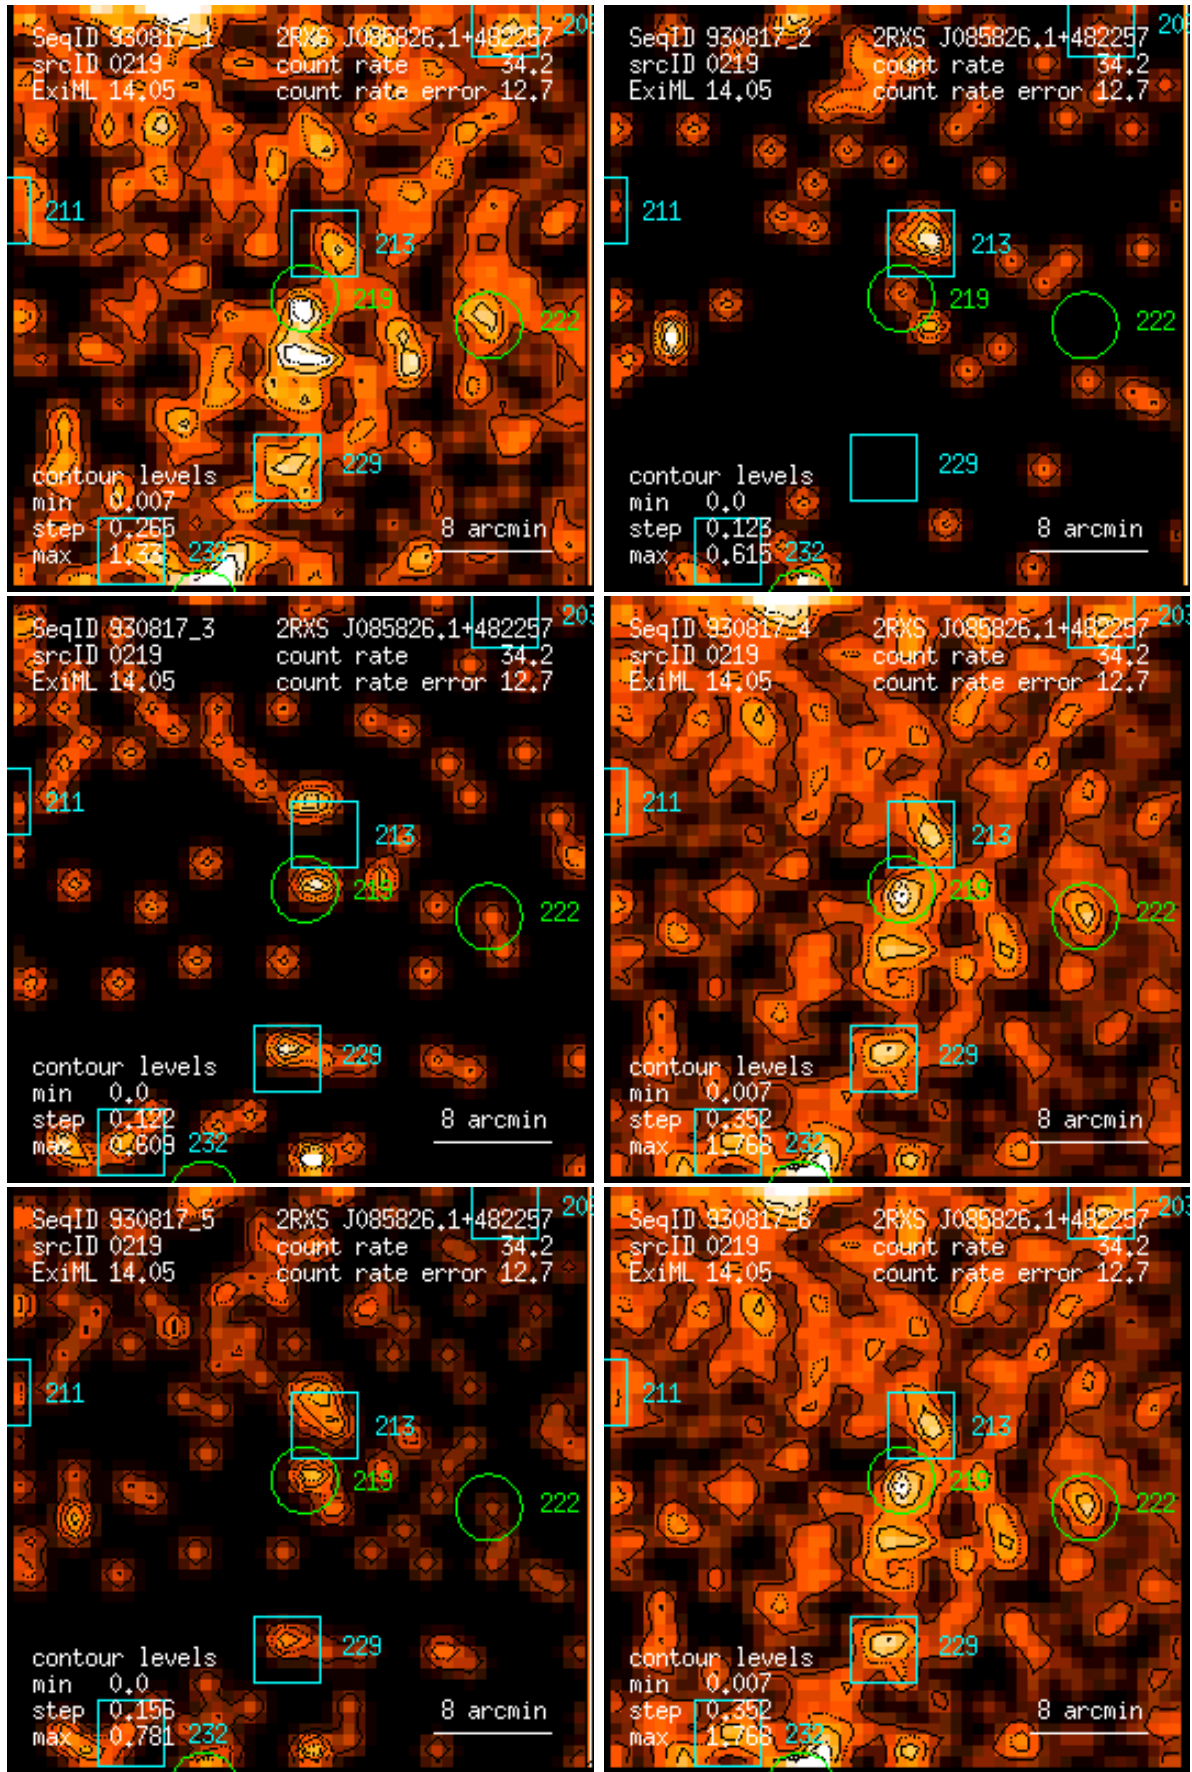 SeqID 930817_1 2RXS J085826.1+482257 203
srcID 0219 count rate 34.2
ExiML 14.05 count rate error 12.7
211
213
219
222
229
contour levels
min 0.007
step 0.265
max 1.33 232
8 arcmin
SeqID 930817_2 2RXS J085826.1+482257
srcID 0219 count rate 34.2
ExiML 14.05 count rate error 12.7
211
213
219
222
229
contour levels
min 0.0
step 0.123
max 0.615 232
8 arcmin
SeqID 930817_3 2RXS J085826.1+482257 203
srcID 0219 count rate 34.2
ExiML 14.05 count rate error 12.7
211
213
219
222
229
contour levels
min 0.0
step 0.122
max 0.609 232
8 arcmin
SeqID 930817_4 2RXS J085826.1+482257
srcID 0219 count rate 34.2
ExiML 14.05 count rate error 12.7
211
213
219
222
229
contour levels
min 0.007
step 0.352
max 1.768 232
8 arcmin
SeqID 930817_5 2RXS J085826.1+482257 203
srcID 0219 count rate 34.2
ExiML 14.05 count rate error 12.7
211
213
219
222
229
contour levels
min 0.0
step 0.156
max 0.781 232
8 arcmin
SeqID 930817_6 2RXS J085826.1+482257
srcID 0219 count rate 34.2
ExiML 14.05 count rate error 12.7
211
213
219
222
229
contour levels
min 0.007
step 0.352
max 1.768 232
8 arcmin